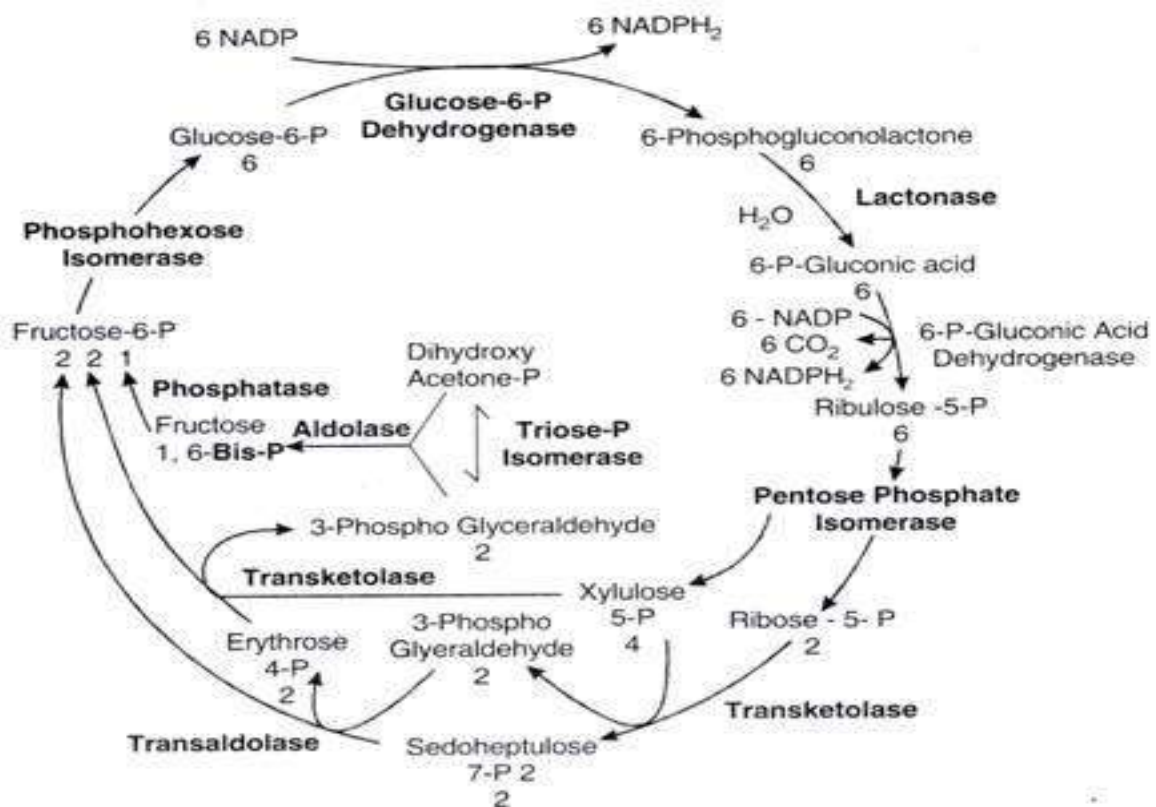 6 NADP
6 NADPH₂
Glucose-6-P
Dehydrogenase
Glucose-6-P
6
6-Phosphogluconolactone
6
Lactonase
H₂O
Phosphohexose
Isomerase
6-P-Gluconic acid
6
6 - NADP
6 CO₂
6 NADPH₂
6-P-Gluconic Acid
Dehydrogenase
Fructose-6-P
2 2 1
Dihydroxy
Acetone-P
Phosphatase
Fructose
1, 6-Bis-P
Aldolase
Triose-P
Isomerase
Ribulose -5-P
6
Pentose Phosphate
Isomerase
3-Phospho Glyceraldehyde
2
Transketolase
Xylulose
5-P
4
Ribose - 5- P
2
Erythrose
4-P
2
3-Phospho
Glyeraldehyde
2
Transketolase
Transaldolase
Sedoheptulose
7-P 2
2